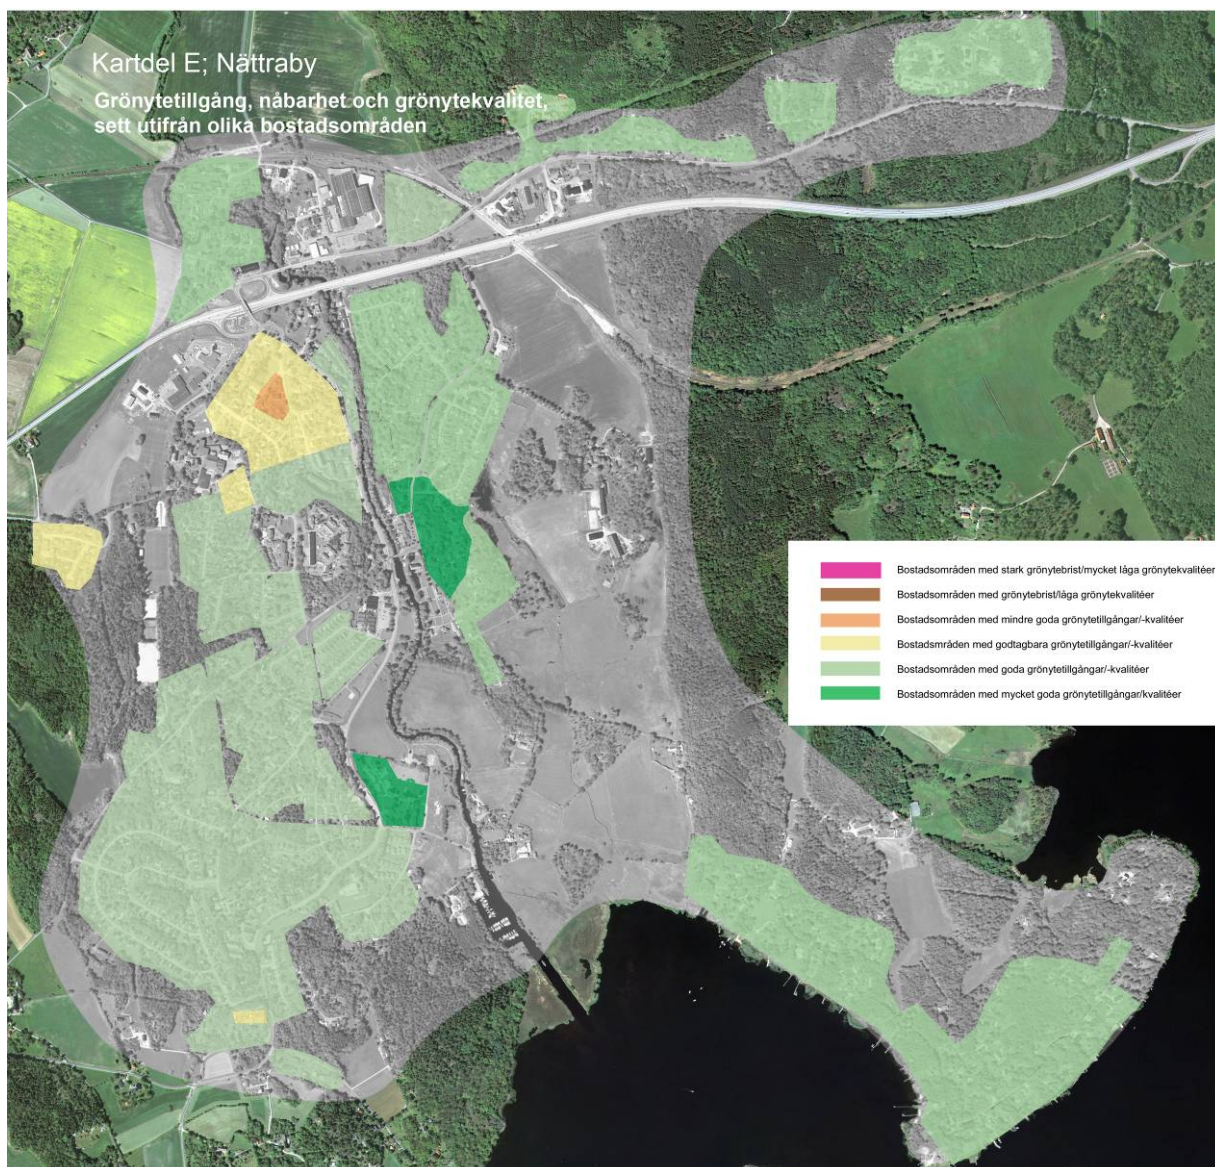 Kartdel E; Nättraby
Grönytetillgång, nåbarhet och grönytekvalitet,
sett utifrån olika bostadsområden
Bostadsområden med stark grönytebrist/mycket låga grönytekvalitéer
Bostadsområden med grönytebrist/låga grönytekvalitéer
Bostadsområden med mindre goda grönytetillgångar/-kvalitéer
Bostadsområden med godtagbara grönytetillgångar/-kvalitéer
Bostadsområden med goda grönytetillgångar/-kvalitéer
Bostadsområden med mycket goda grönytetillgångar/kvalitéer